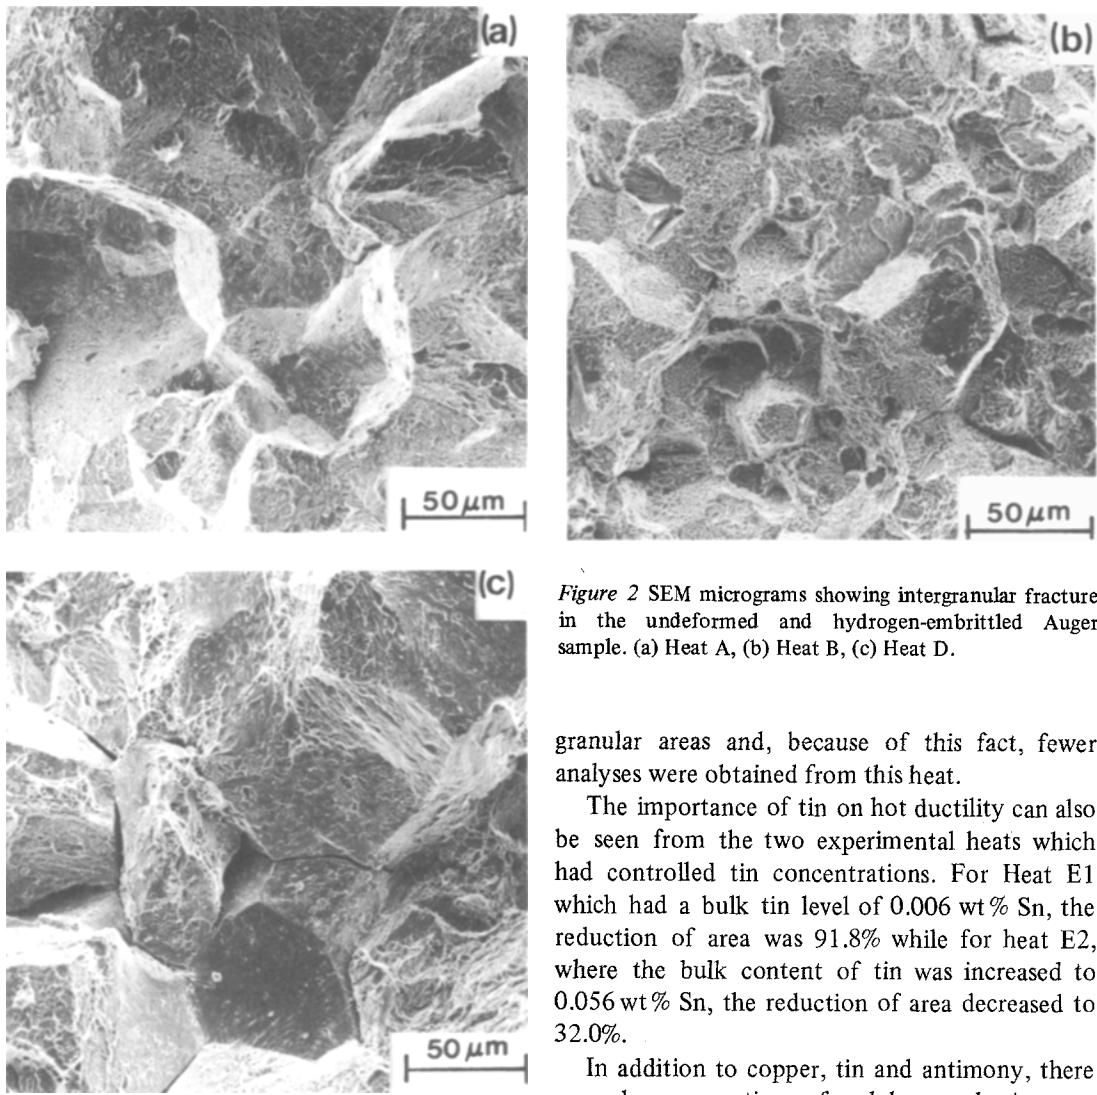 (a)
(b)
50 μm
50 μm
(c)
50 μm
Figure 2 SEM micrograms showing intergranular fracture
in the undeformed and hydrogen-embrittled Auger
sample. (a) Heat A, (b) Heat B, (c) Heat D.
granular areas and, because of this fact, fewer
analyses were obtained from this heat.
The importance of tin on hot ductility can also
be seen from the two experimental heats which
had controlled tin concentrations. For Heat E1
which had a bulk tin level of 0.006 wt % Sn, the
reduction of area was 91.8% while for heat E2,
where the bulk content of tin was increased to
0.056 wt % Sn, the reduction of area decreased to
32.0%.
In addition to copper, tin and antimony, there